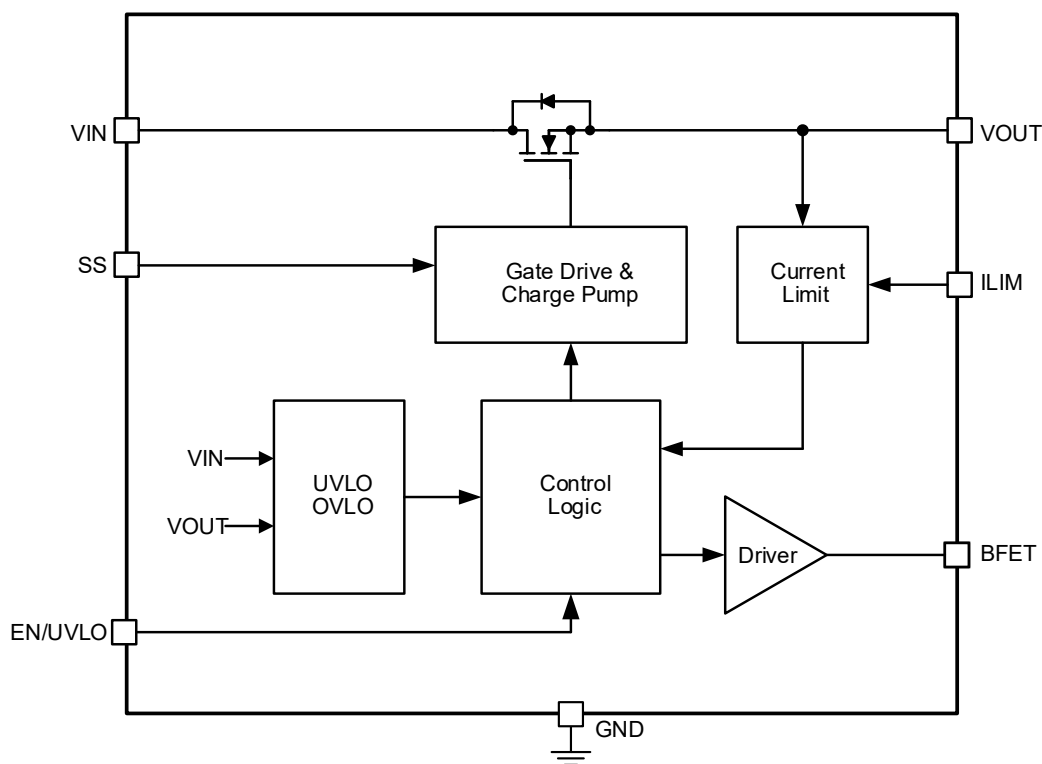 VIN
VOUT
SS
Gate Drive &
Charge Pump
Current
Limit
ILIM
VIN
VOUT
UVLO
OVLO
Control
Logic
Driver
BFET
EN/UVLO
GND